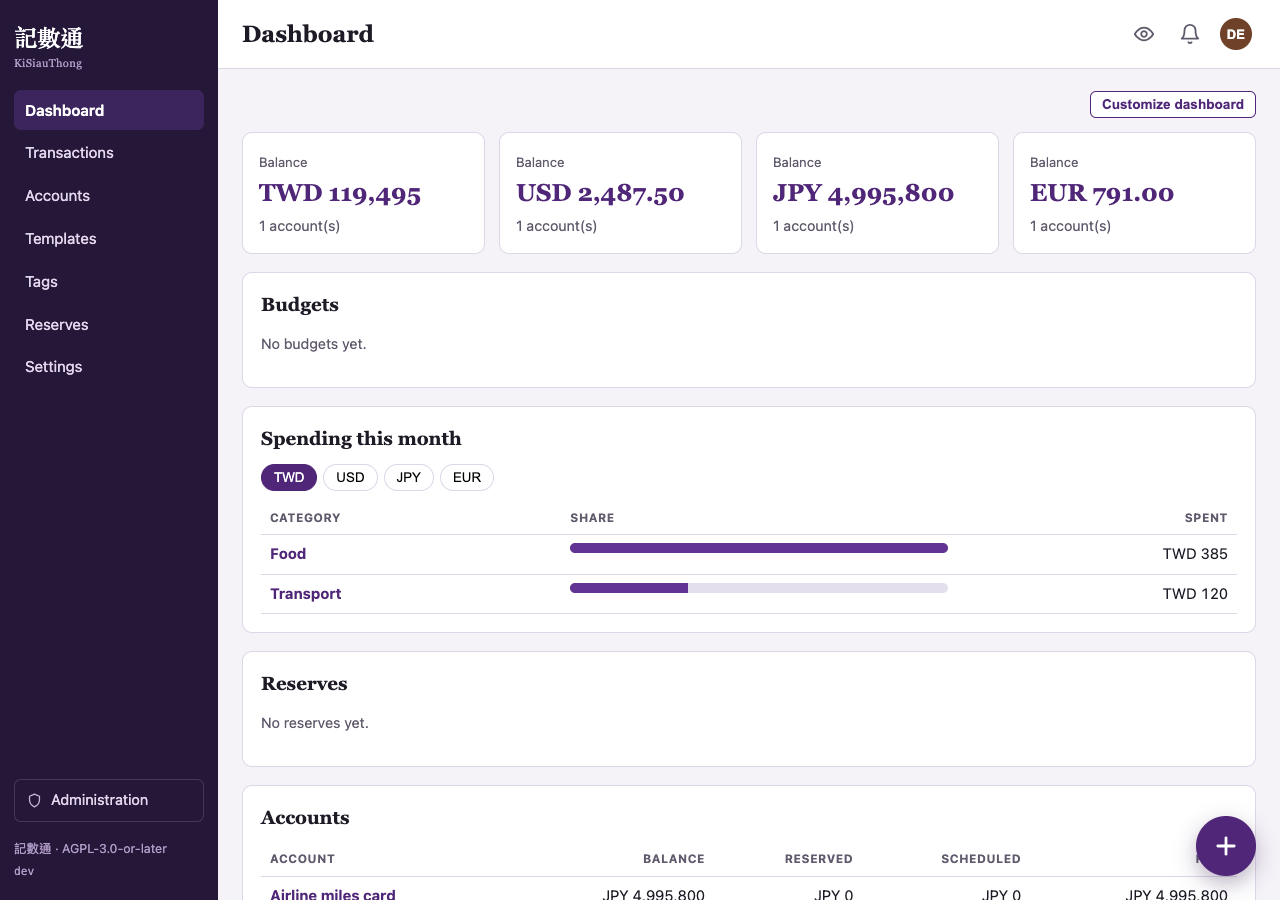 記數通
KiSiauThong
Dashboard
Transactions
Accounts
Templates
Tags
Reserves
Settings
Administration
記數通 · AGPL-3.0-or-later
dev
Dashboard
DE
Customize dashboard
Balance
TWD 119,495
1 account(s)
Balance
USD 2,487.50
1 account(s)
Balance
JPY 4,995,800
1 account(s)
Balance
EUR 791.00
1 account(s)
Budgets
No budgets yet.
Spending this month
TWD USD JPY EUR
CATEGORY SHARE SPENT
Food TWD 385
Transport TWD 120
Reserves
No reserves yet.
Accounts
ACCOUNT BALANCE RESERVED SCHEDULED
Airline miles card JPY 4,995,800 JPY 0 JPY 0 JPY 4,995,800